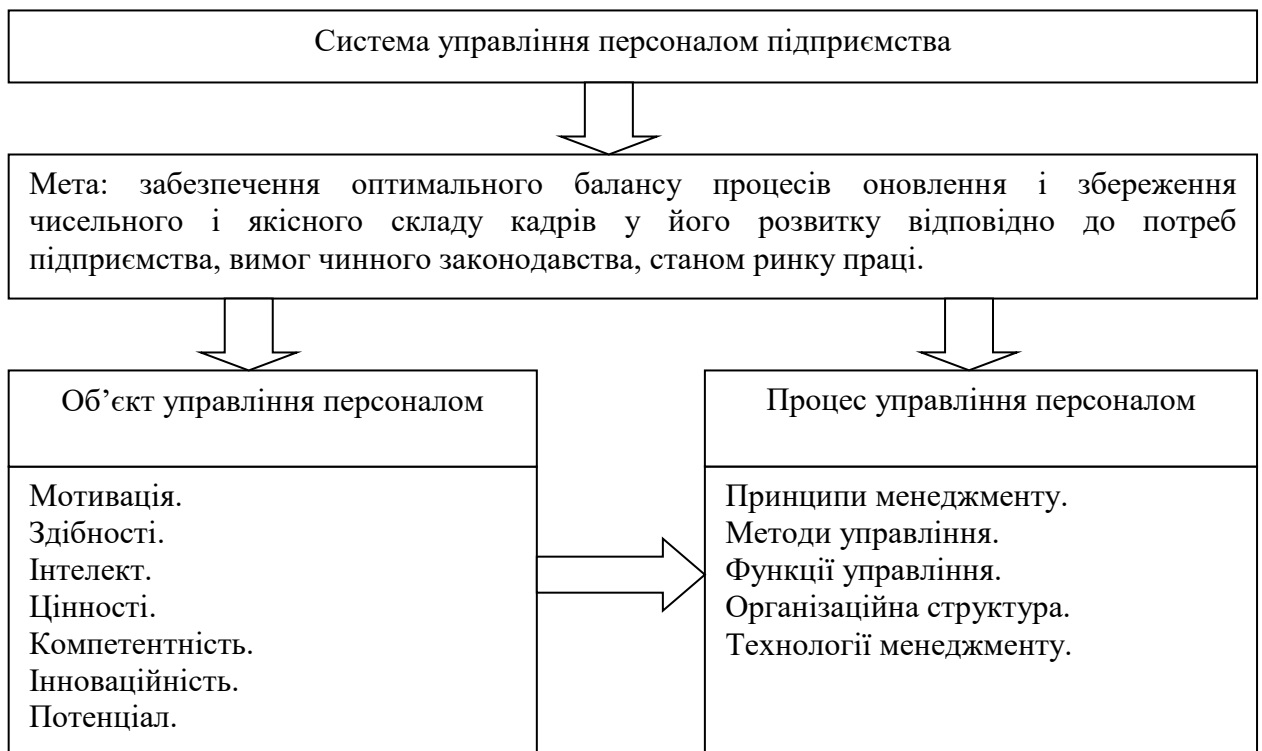 Система управління персоналом підприємства
Мета: забезпечення оптимального балансу процесів оновлення і збереження
чисельного і якісного складу кадрів у його розвитку відповідно до потреб
підприємства, вимог чинного законодавства, станом ринку праці.
Об’єкт управління персоналом
Мотивація.
Здібності.
Інтелект.
Цінності.
Компетентність.
Інноваційність.
Потенціал.
Процес управління персоналом
Принципи менеджменту.
Методи управління.
Функції управління.
Організаційна структура.
Технології менеджменту.